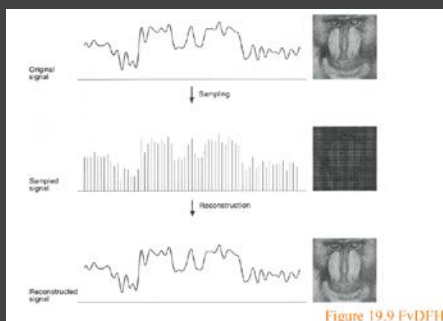 Original
signal
Sampling
Sampled
signal
Reconstruction
Reconstructed
signal
Figure 19.9 FvDFH